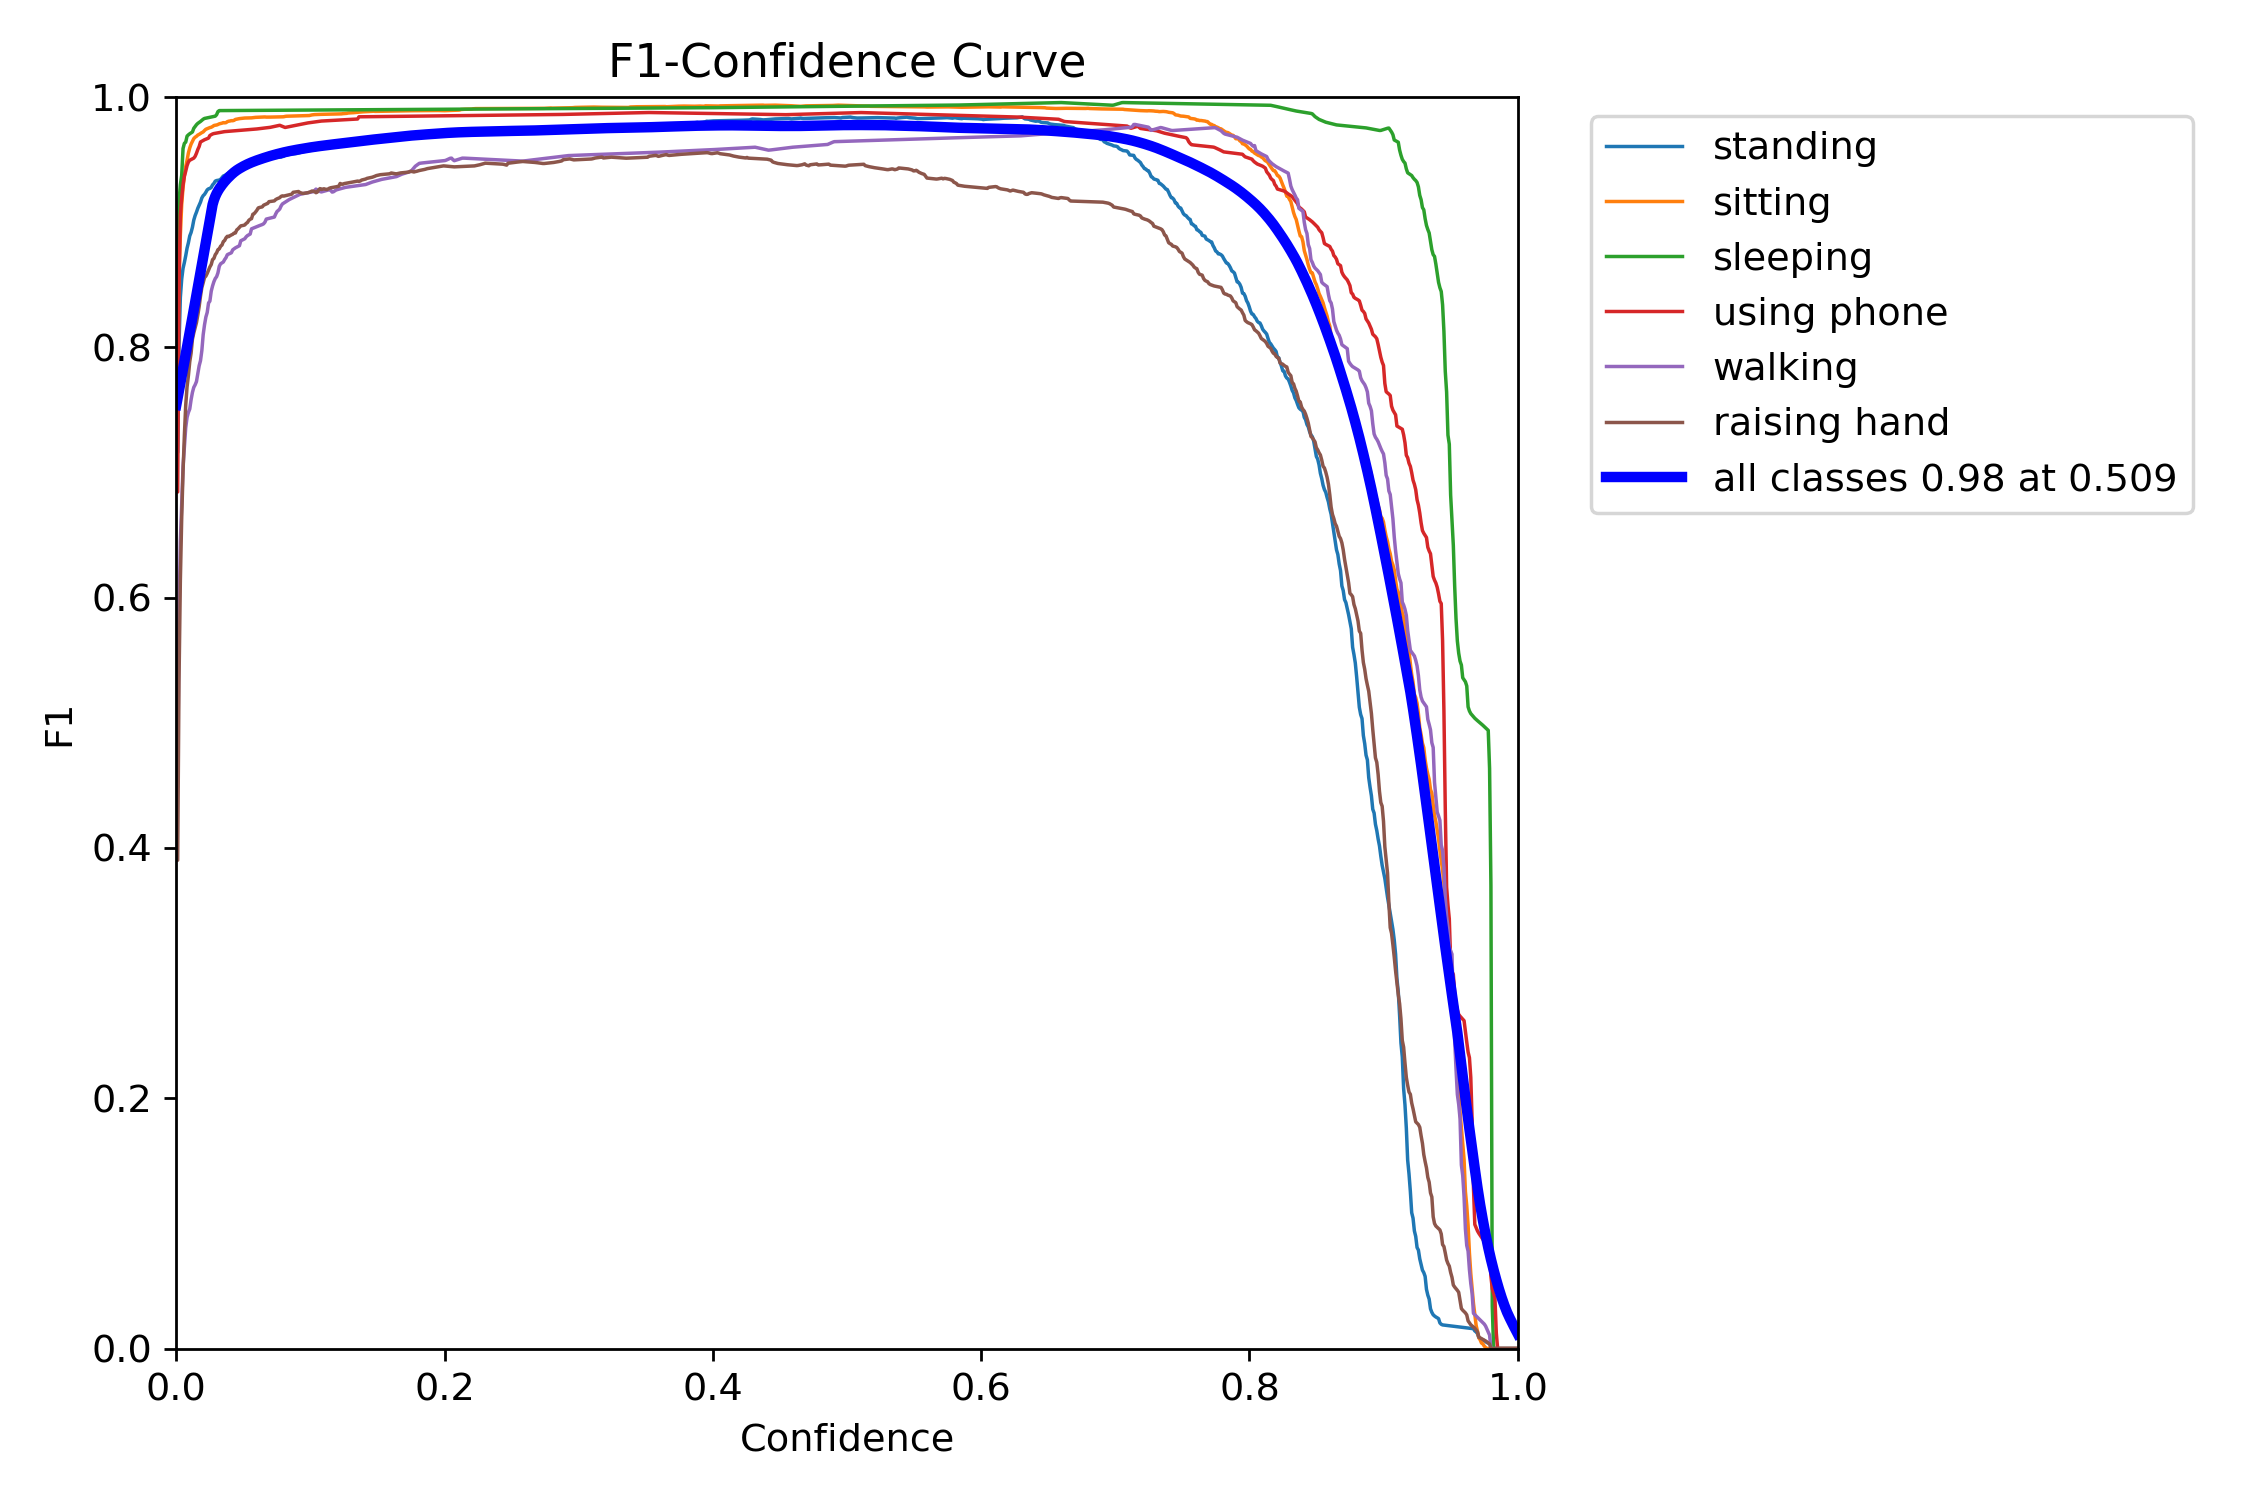 F1-Confidence Curve
1.0
0.8
0.6
0.4
0.2
0.0
F1
0.0 0.2 0.4 0.6 0.8 1.0
Confidence
standing
sitting
sleeping
using phone
walking
raising hand
all classes 0.98 at 0.509